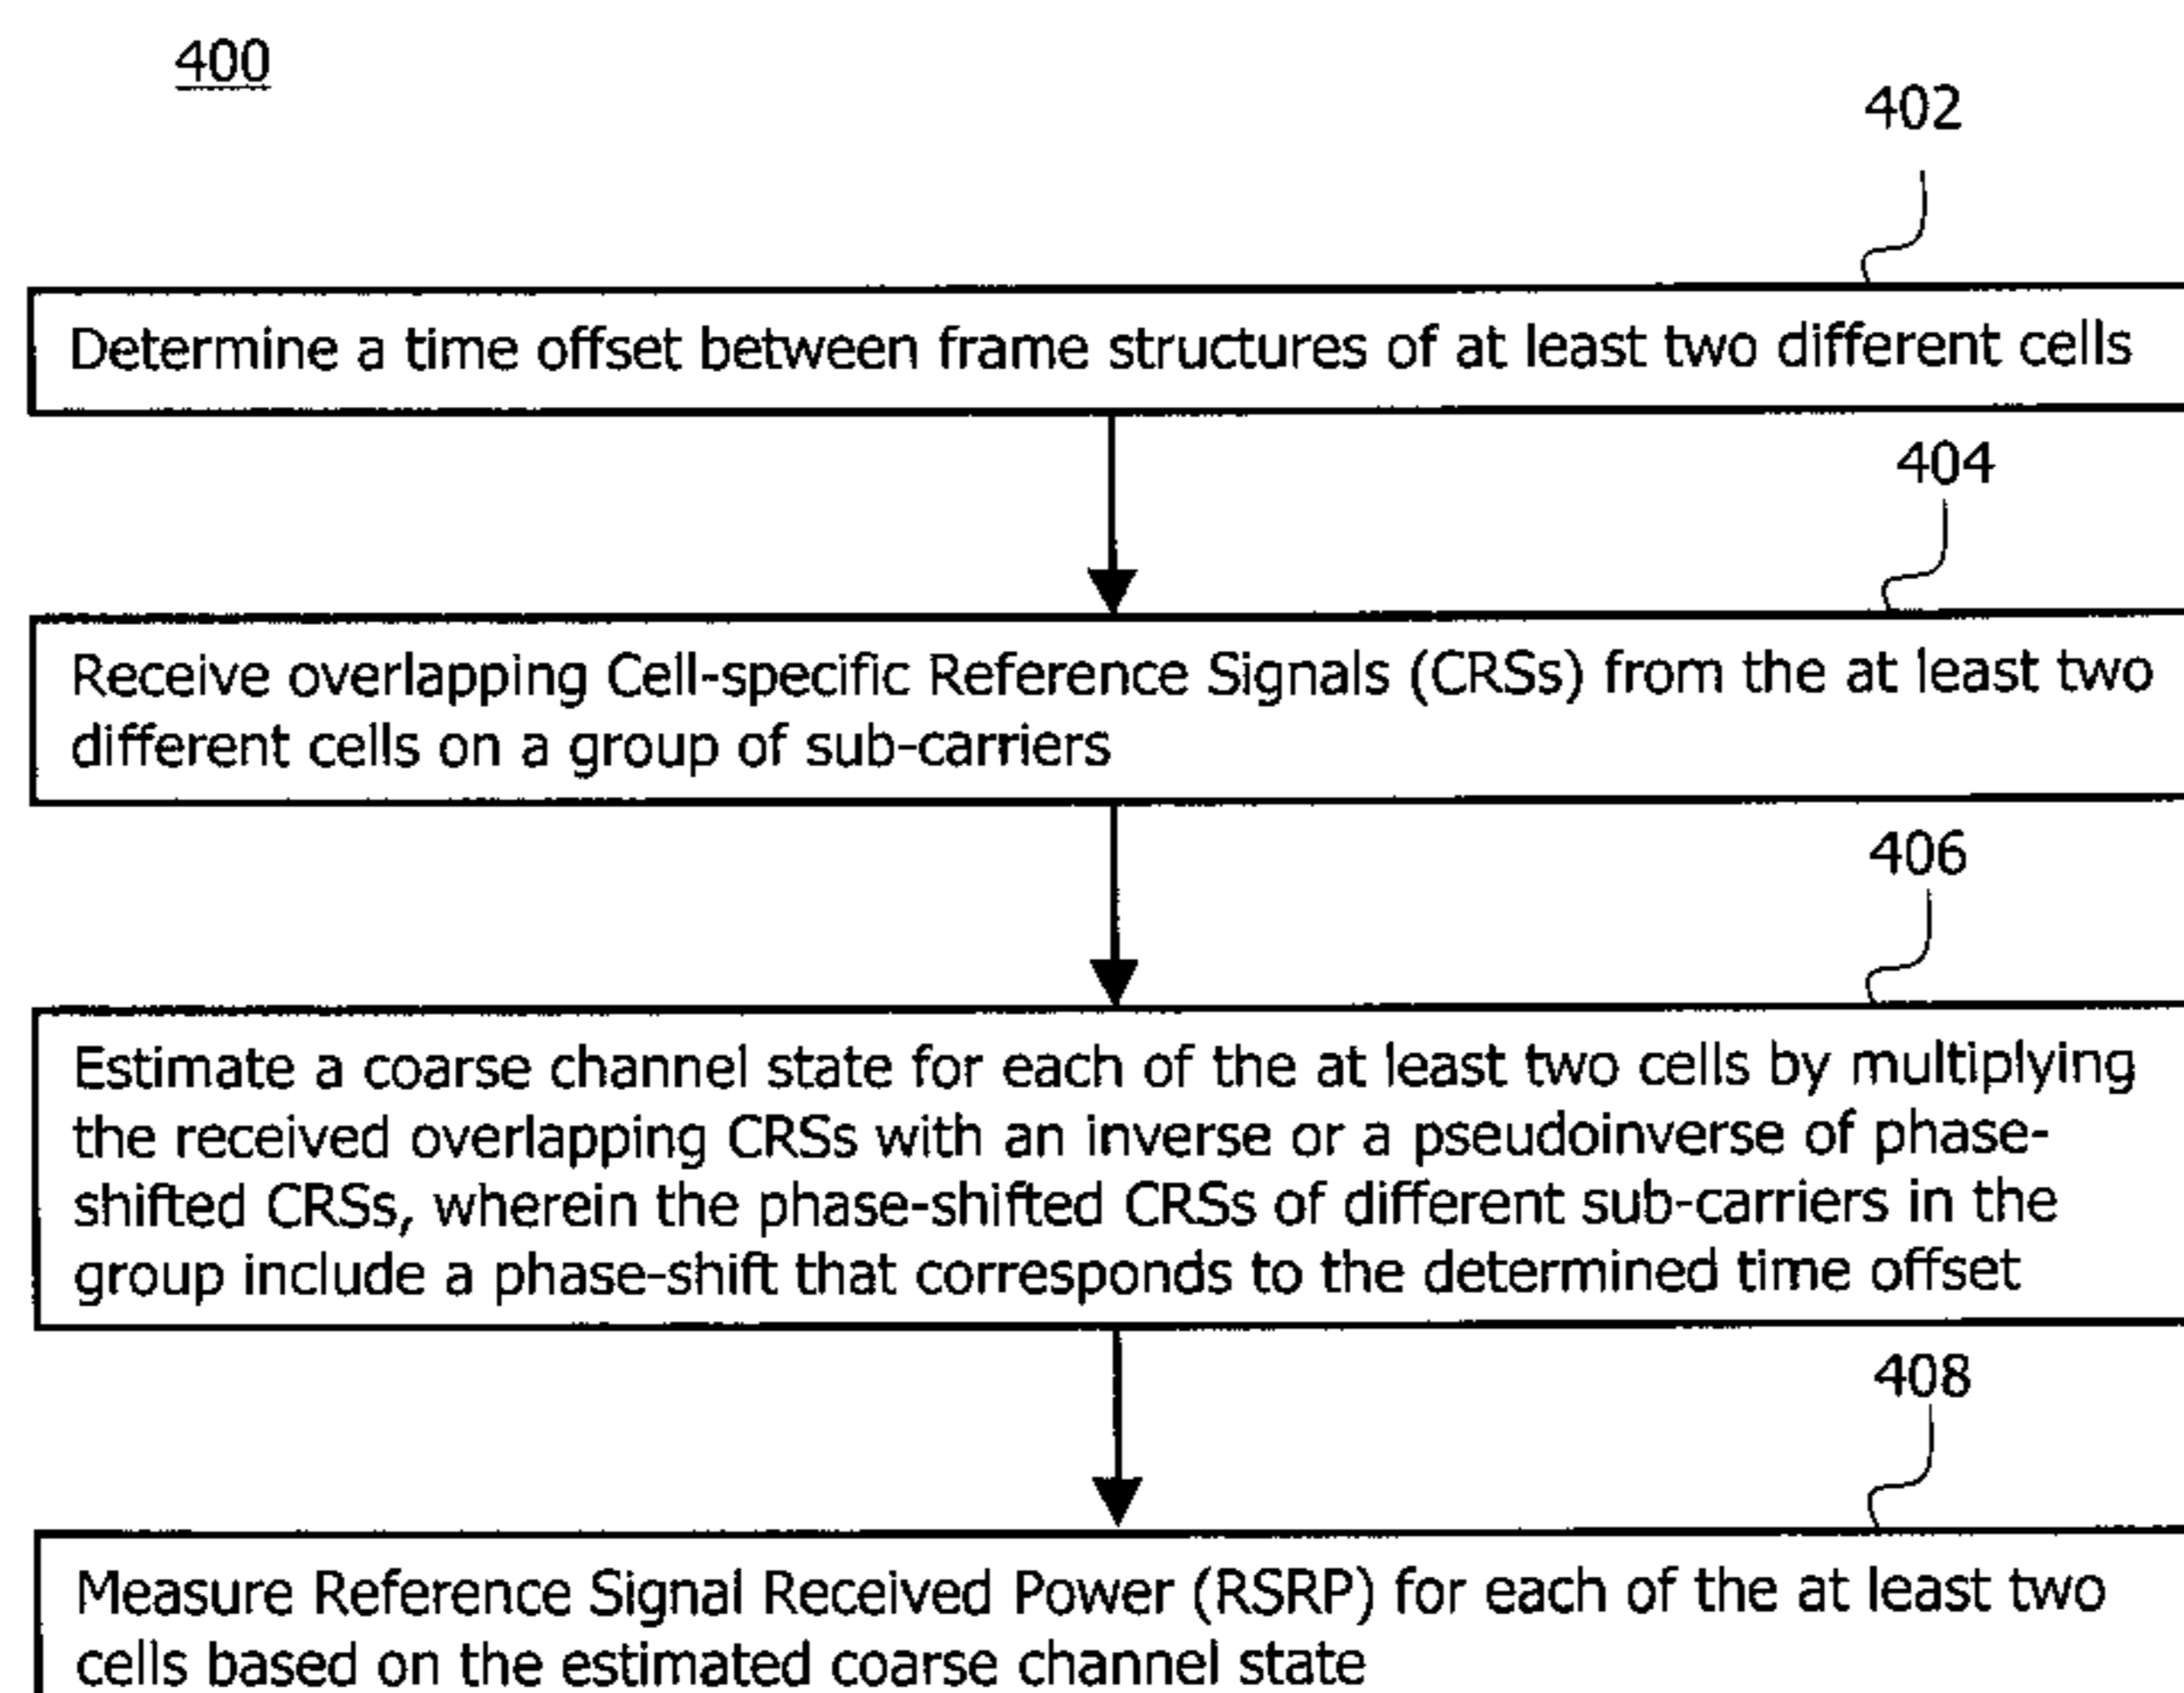 400
402
Determine a time offset between frame structures of at least two different cells
404
Receive overlapping Cell-specific Reference Signals (CRSs) from the at least two
different cells on a group of sub-carriers
406
Estimate a coarse channel state for each of the at least two cells by multiplying
the received overlapping CRSs with an inverse or a pseudoinverse of phase-
shifted CRSs, wherein the phase-shifted CRSs of different sub-carriers in the
group include a phase-shift that corresponds to the determined time offset
408
Measure Reference Signal Received Power (RSRP) for each of the at least two
cells based on the estimated coarse channel state